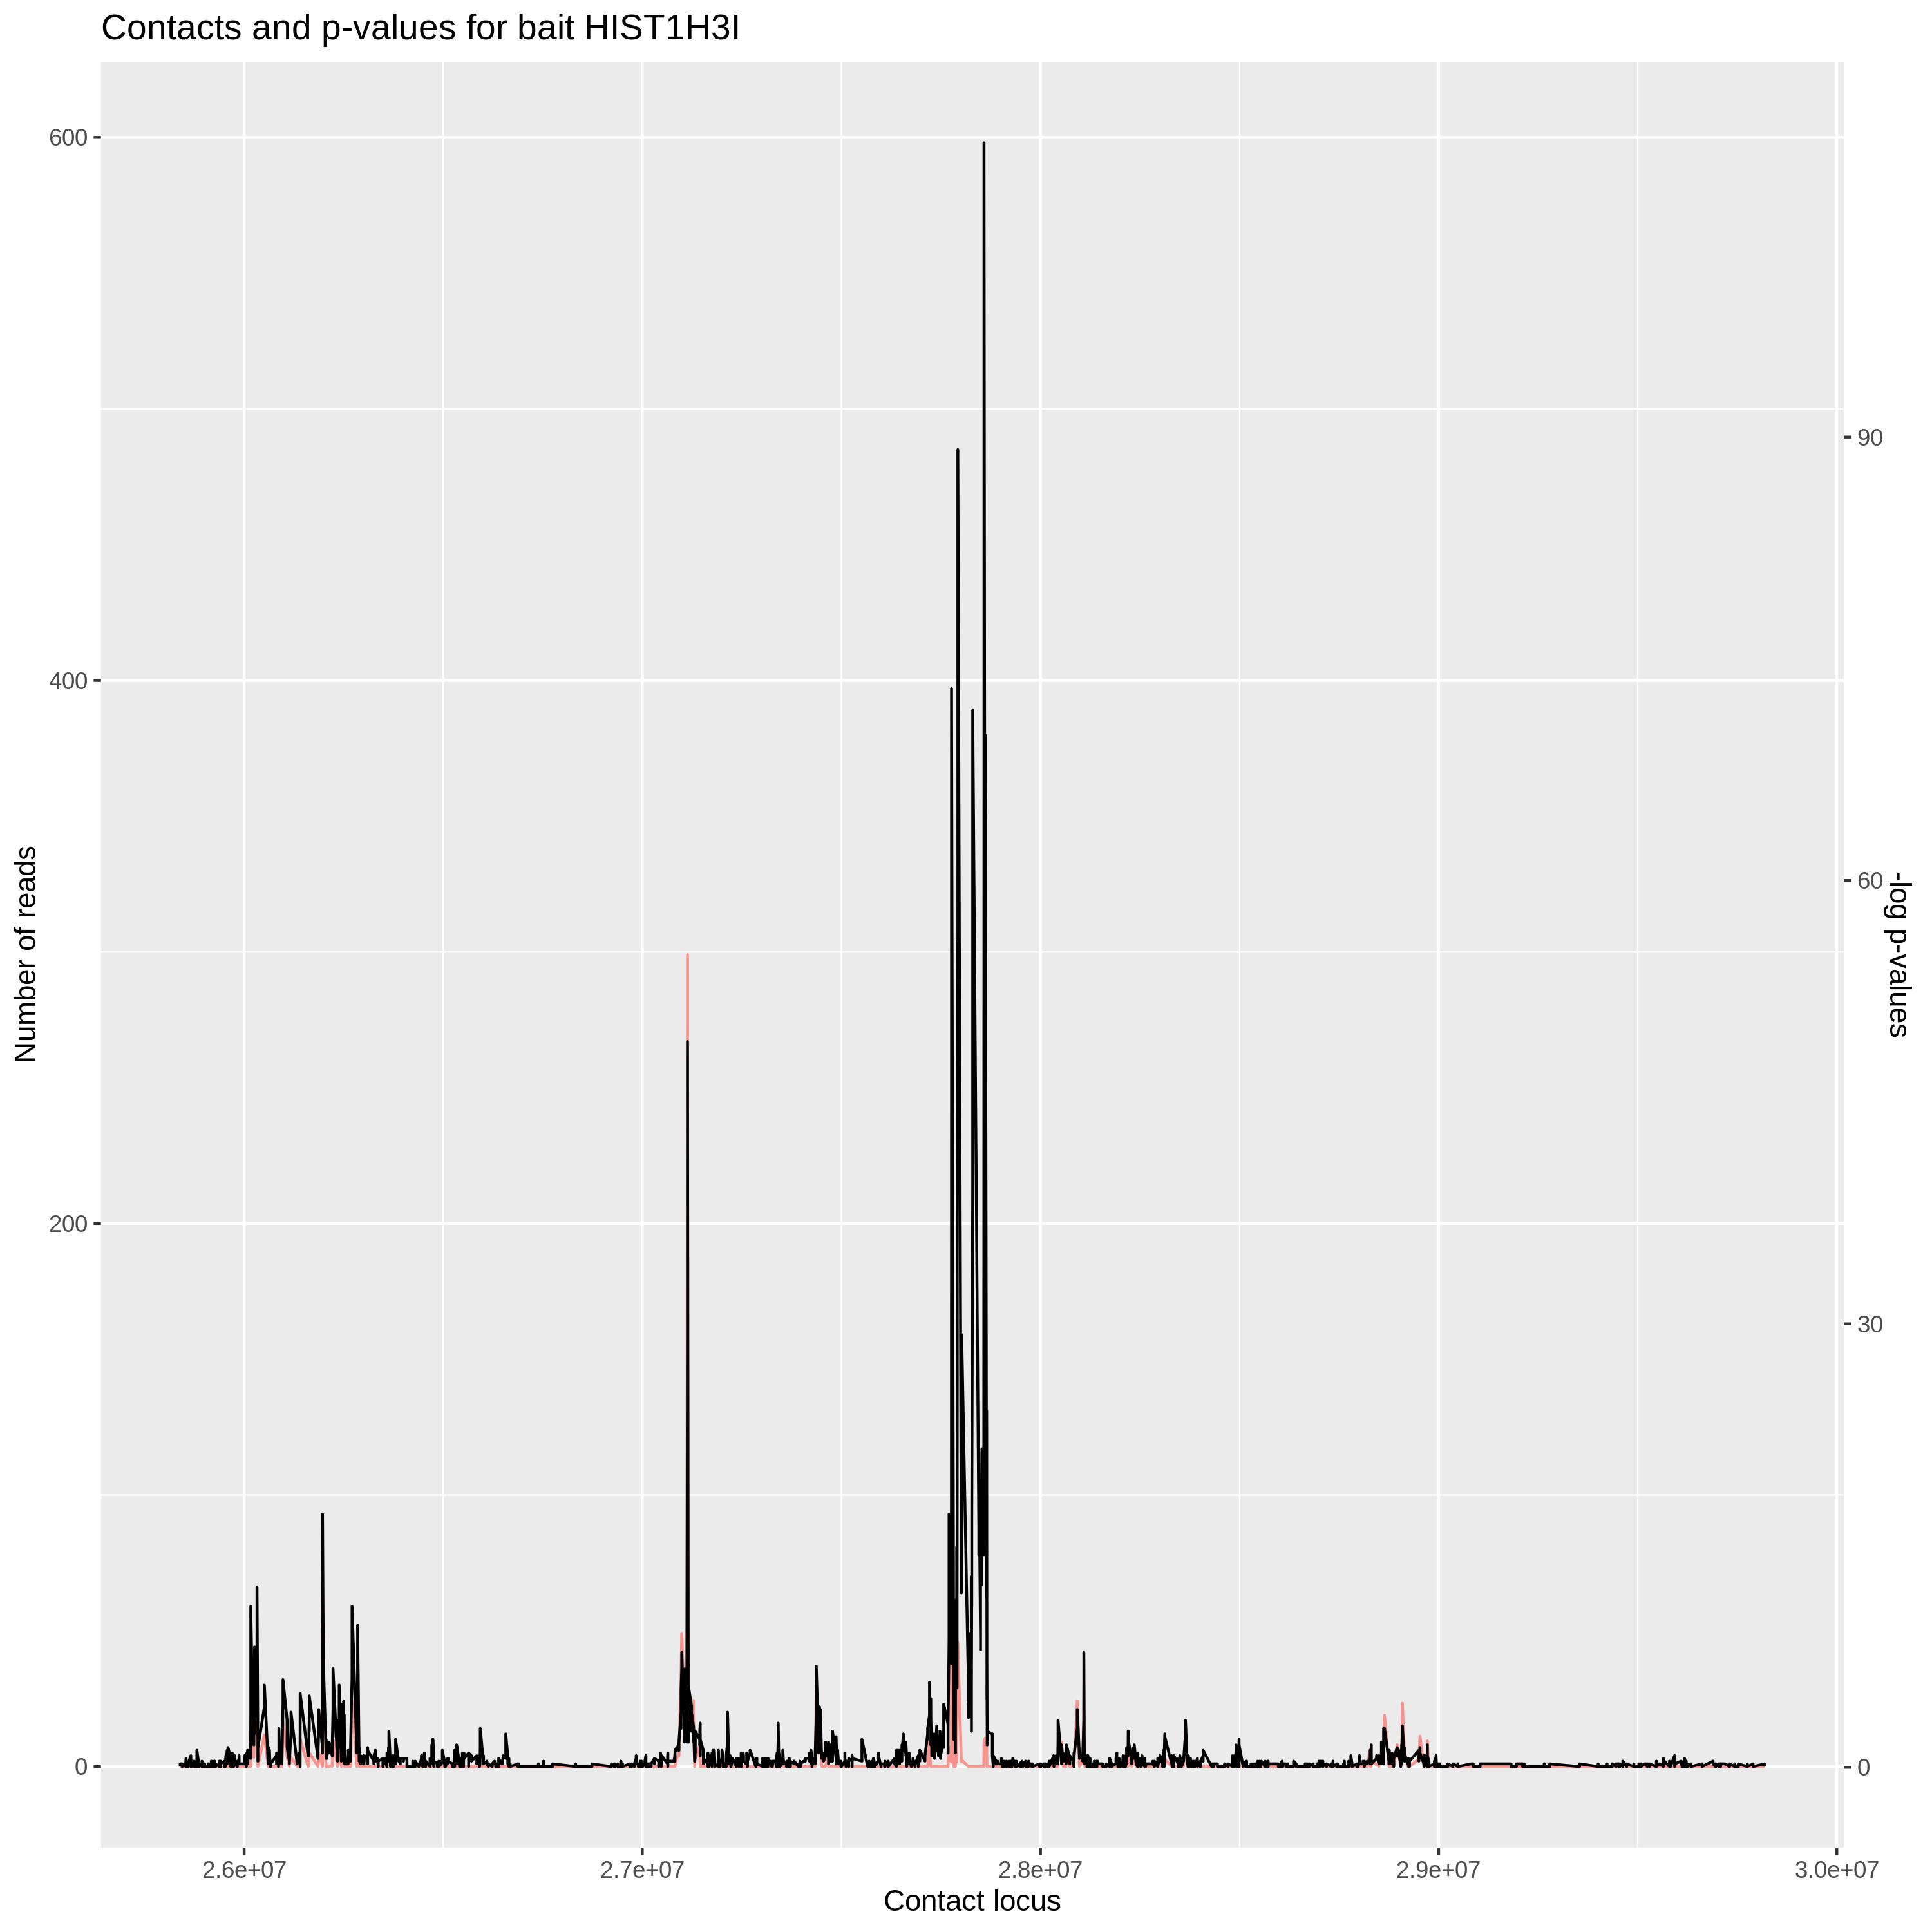 Contacts and p-values for bait HIST1H3I
600
400
200
0
Number of reads
90
60
30
0
-log p-values
2.6e+07 2.7e+07 2.8e+07 2.9e+07 3.0e+07
Contact locus